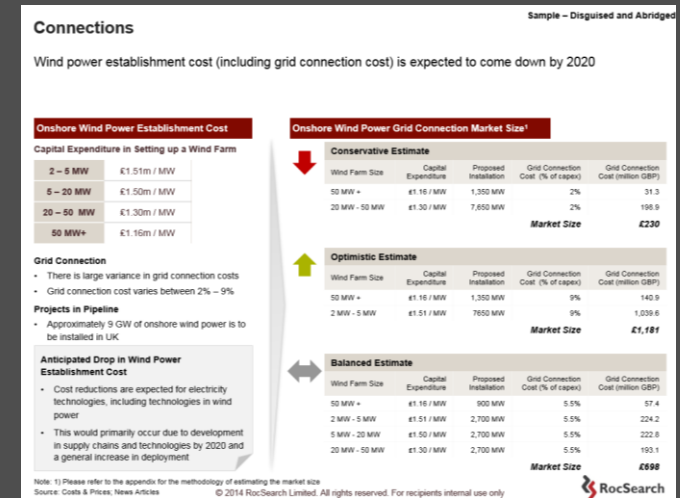 Sample – Disguised and Abridged
Connections
Wind power establishment cost (including grid connection cost) is expected to come down by 2020
Onshore Wind Power Establishment Cost
Capital Expenditure in Setting up a Wind Farm
2 – 5 MW £1.51m / MW
5 – 20 MW £1.50m / MW
20 – 50 MW £1.30m / MW
50 MW+ £1.16m / MW
Grid Connection
• There is large variance in grid connection costs
• Grid connection cost varies between 2% – 9%
Projects in Pipeline
• Approximately 9 GW of onshore wind power is to
be installed in UK
Anticipated Drop in Wind Power
Establishment Cost
• Cost reductions are expected for electricity
technologies, including technologies in wind
power
• This would primarily occur due to development
in supply chains and technologies by 2020 and
a general increase in deployment
Onshore Wind Power Grid Connection Market Size¹
Conservative Estimate
Wind Farm Size Capital Expenditure Proposed Installation Grid Connection Cost (% of capex) Grid Connection Cost (million GBP)
50 MW + £1.16 / MW 1,350 MW 2% 31.3
20 MW - 50 MW £1.30 / MW 7,650 MW 2% 198.9
Market Size £230
Optimistic Estimate
Wind Farm Size Capital Expenditure Proposed Installation Grid Connection Cost (% of capex) Grid Connection Cost (million GBP)
50 MW + £1.16 / MW 1,350 MW 9% 140.9
2 MW - 5 MW £1.51 / MW 7650 MW 9% 1,039.6
Market Size £1,181
Balanced Estimate
Wind Farm Size Capital Expenditure Proposed Installation Grid Connection Cost (% of capex) Grid Connection Cost (million GBP)
50 MW + £1.16 / MW 900 MW 5.5% 57.4
2 MW - 5 MW £1.51 / MW 2,700 MW 5.5% 224.2
5 MW - 20 MW £1.50 / MW 2,700 MW 5.5% 222.8
20 MW - 50 MW £1.30 / MW 2,700 MW 5.5% 193.1
Market Size £698
Note: 1) Please refer to the appendix for the methodology of estimating the market size
Source: Costs & Prices; News Articles
© 2014 RocSearch Limited. All rights reserved. For recipients internal use only
RocSearch